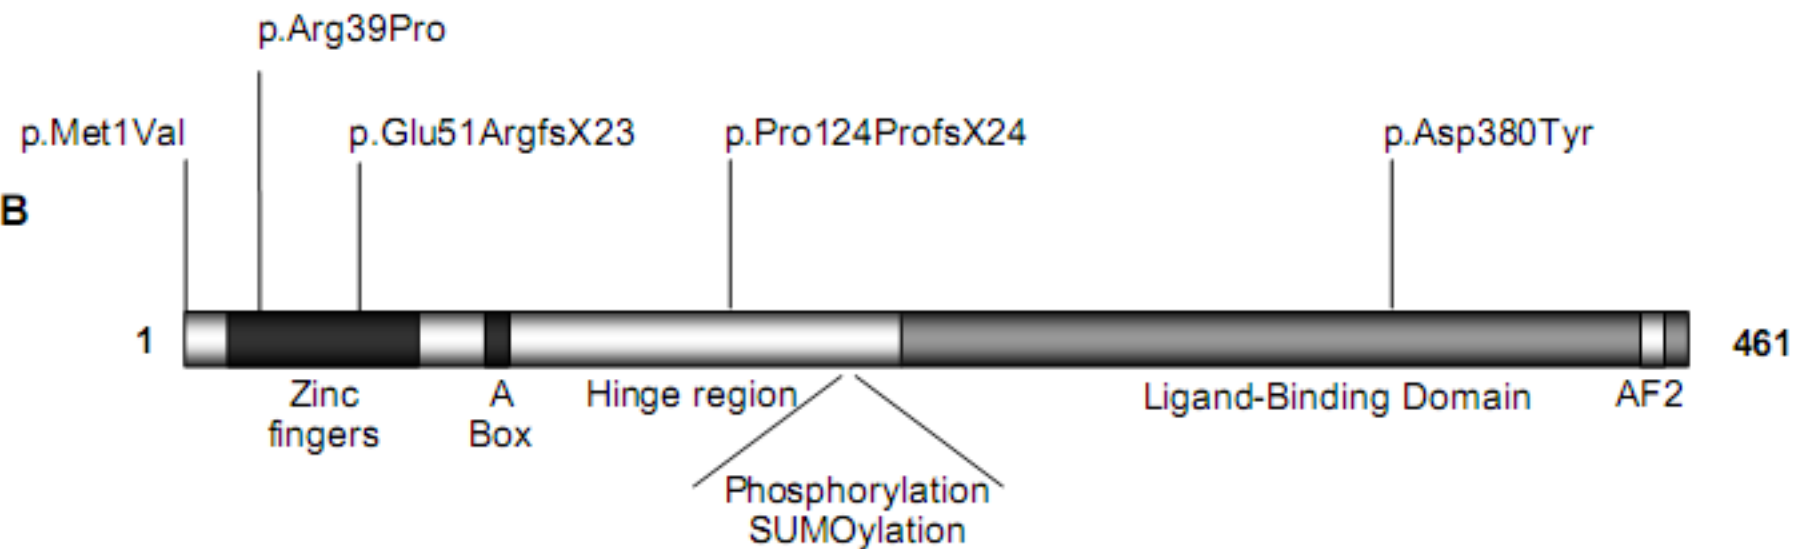 p.Arg39Pro
p.Met1Val p.Glu51ArgfsX23 p.Pro124ProfsX24 p.Asp380Tyr
B
1 461
Zinc A Hinge region Ligand-Binding Domain AF2
fingers Box
Phosphorylation
SUMOylation